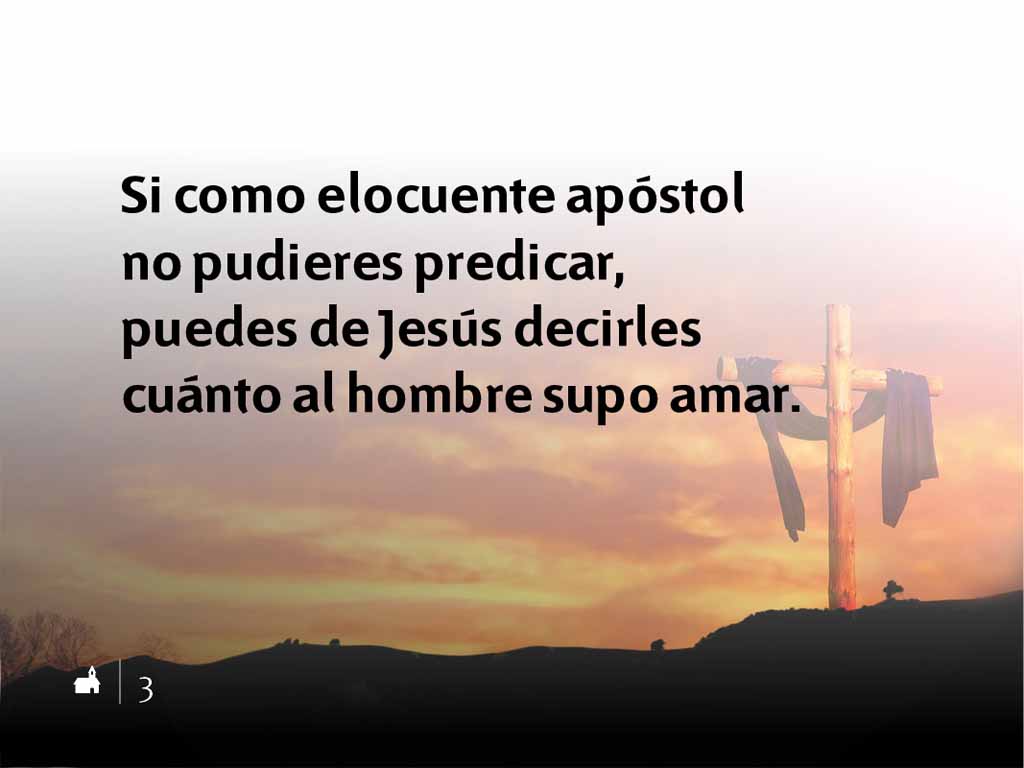 Si como elocuente apóstol
no pudieres predicar,
puedes de Jesús decirles
cuánto al hombre supo amar.
3